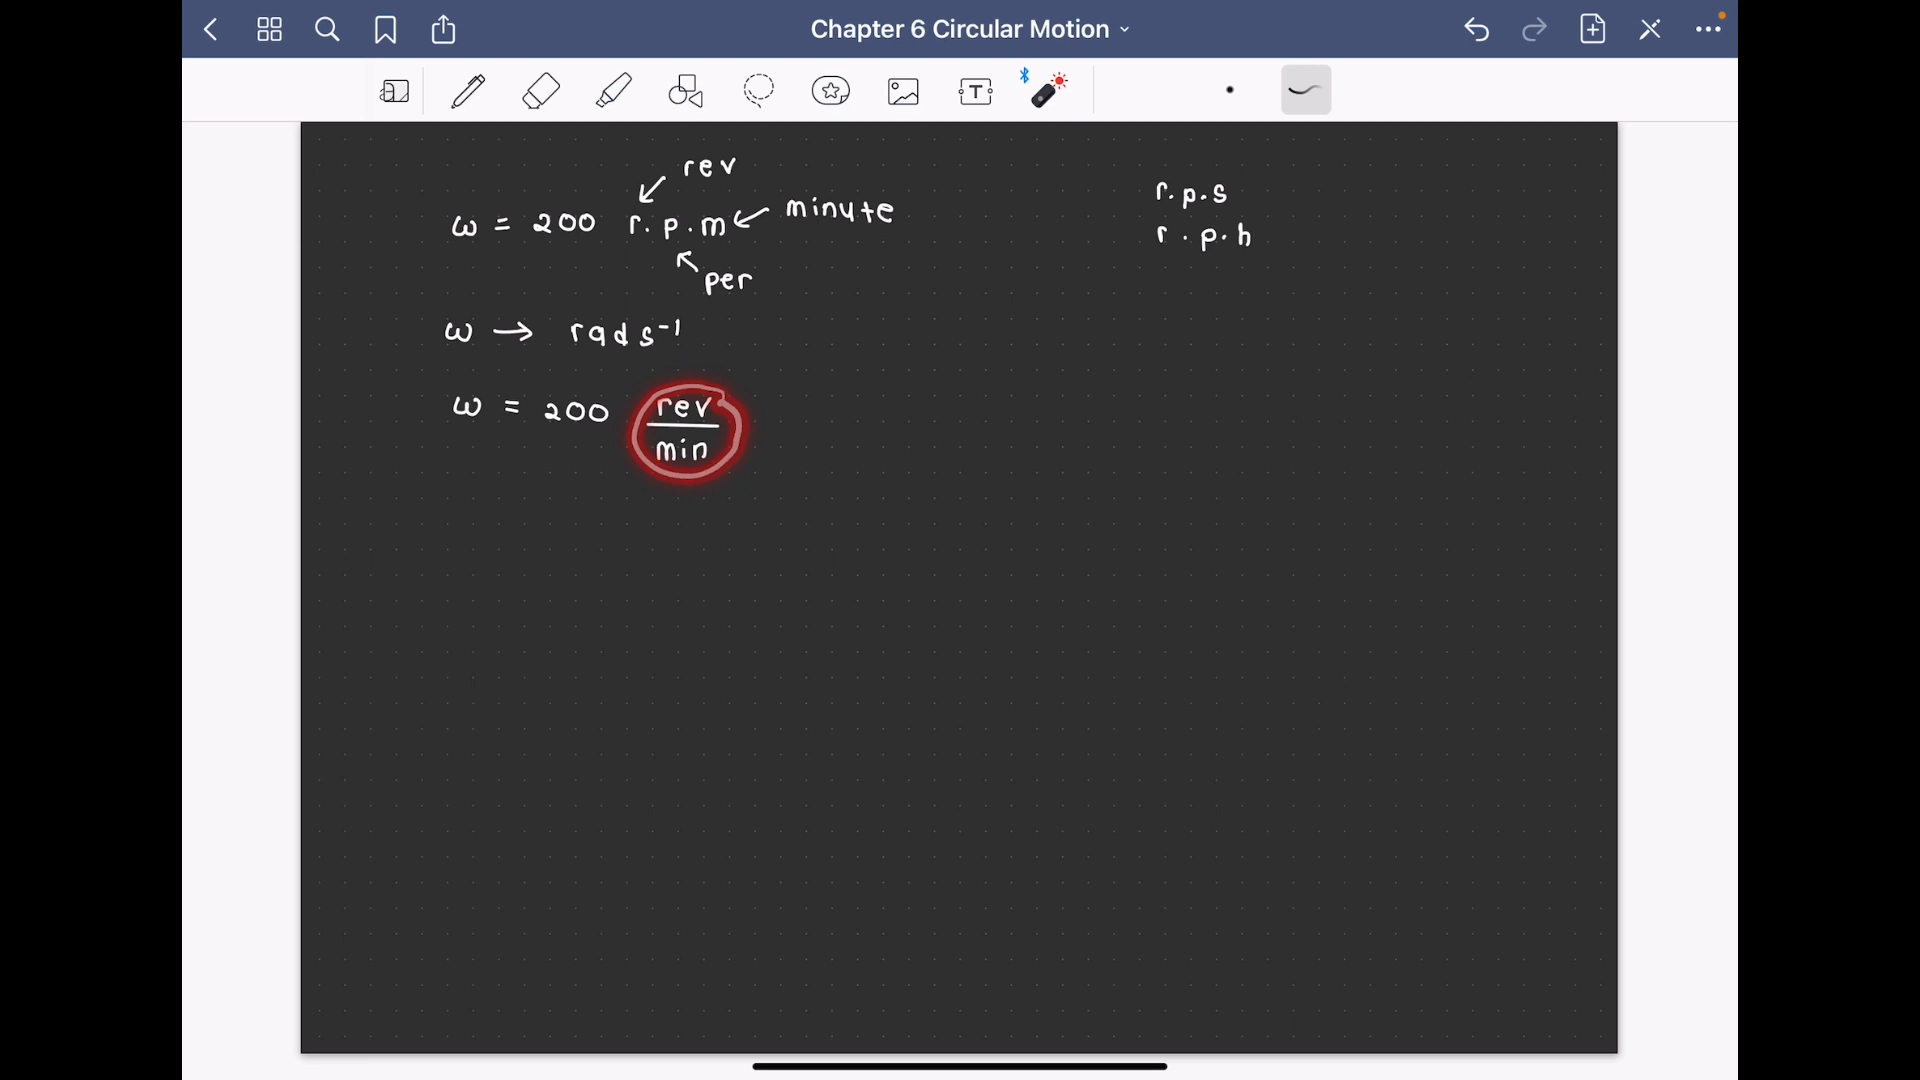 Chapter 6 Circular Motion
rev
ω = 200 r.p.m
minute
per
r.p.s
r.p.h
ω → rad s⁻¹
ω = 200 rev
min